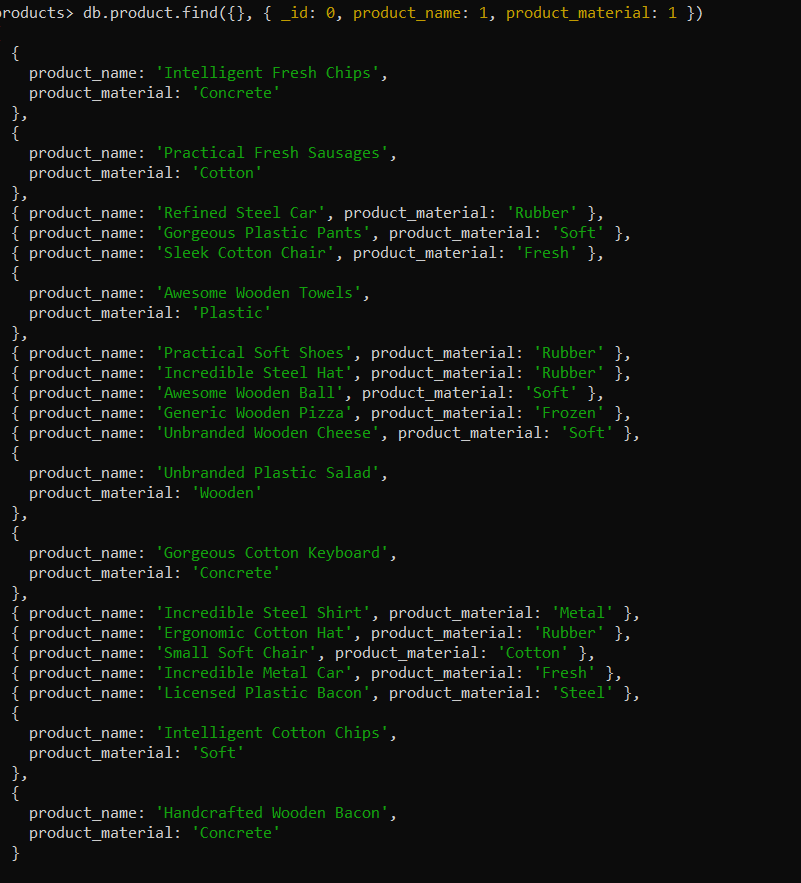 products> db.product.find({}, { _id: 0, product_name: 1, product_material: 1 })
{
product_name: 'Intelligent Fresh Chips',
product_material: 'Concrete'
},
{
product_name: 'Practical Fresh Sausages',
product_material: 'Cotton'
},
{ product_name: 'Refined Steel Car', product_material: 'Rubber' },
{ product_name: 'Gorgeous Plastic Pants', product_material: 'Soft' },
{ product_name: 'Sleek Cotton Chair', product_material: 'Fresh' },
{
product_name: 'Awesome Wooden Towels',
product_material: 'Plastic'
},
{ product_name: 'Practical Soft Shoes', product_material: 'Rubber' },
{ product_name: 'Incredible Steel Hat', product_material: 'Rubber' },
{ product_name: 'Awesome Wooden Ball', product_material: 'Soft' },
{ product_name: 'Generic Wooden Pizza', product_material: 'Frozen' },
{ product_name: 'Unbranded Wooden Cheese', product_material: 'Soft' },
{
product_name: 'Unbranded Plastic Salad',
product_material: 'Wooden'
},
{
product_name: 'Gorgeous Cotton Keyboard',
product_material: 'Concrete'
},
{ product_name: 'Incredible Steel Shirt', product_material: 'Metal' },
{ product_name: 'Ergonomic Cotton Hat', product_material: 'Rubber' },
{ product_name: 'Small Soft Chair', product_material: 'Cotton' },
{ product_name: 'Incredible Metal Car', product_material: 'Fresh' },
{ product_name: 'Licensed Plastic Bacon', product_material: 'Steel' },
{
product_name: 'Intelligent Cotton Chips',
product_material: 'Soft'
},
{
product_name: 'Handcrafted Wooden Bacon',
product_material: 'Concrete'
}